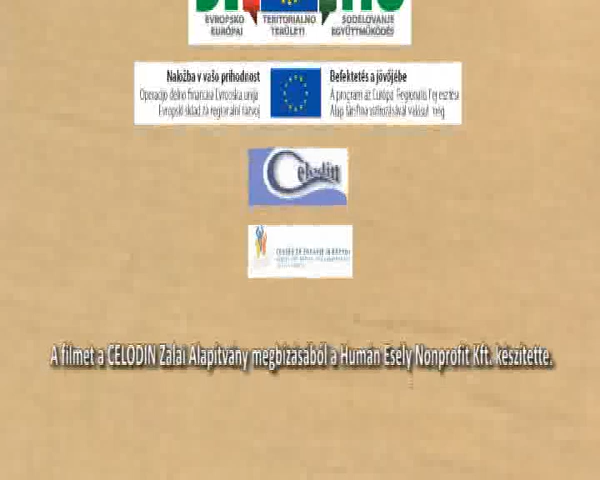 EVROPSKO TERITORIALNO SODELOVANJE
EURÓPAI TERÜLETI EGYÜTTMŰKÖDÉS
Naložba v vašo prihodnost
Operacijo delno financira Evropska unija
Evropski sklad za regionalni razvoj
Befektetés a jövőjébe
A program az Európai Regionális Fejlesztési
Alap társfinanszírozásával valósul meg
Celodin
A filmet a CELODIN Zalai Alapítvány megbízásából a Humán Esély Nonprofit Kft. készítette.